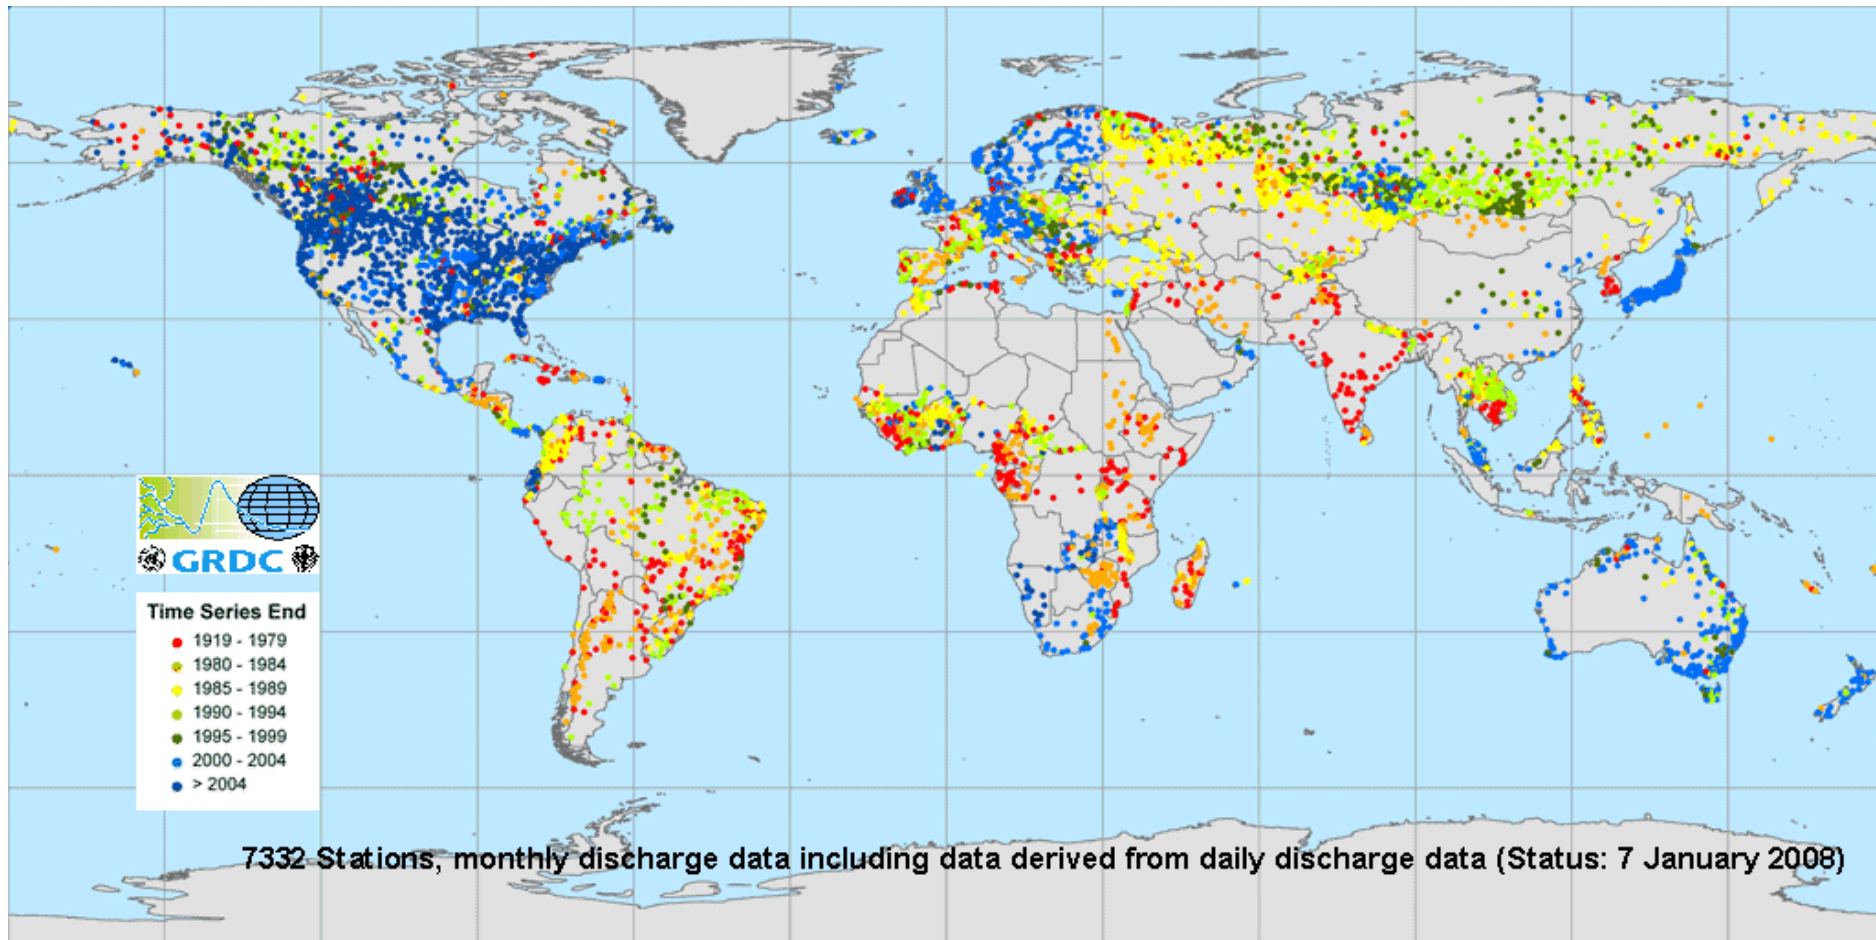 GRDC
Time Series End
1919 - 1979
1980 - 1984
1985 - 1989
1990 - 1994
1995 - 1999
2000 - 2004
> 2004
7332 Stations, monthly discharge data including data derived from daily discharge data (Status: 7 January 2008)